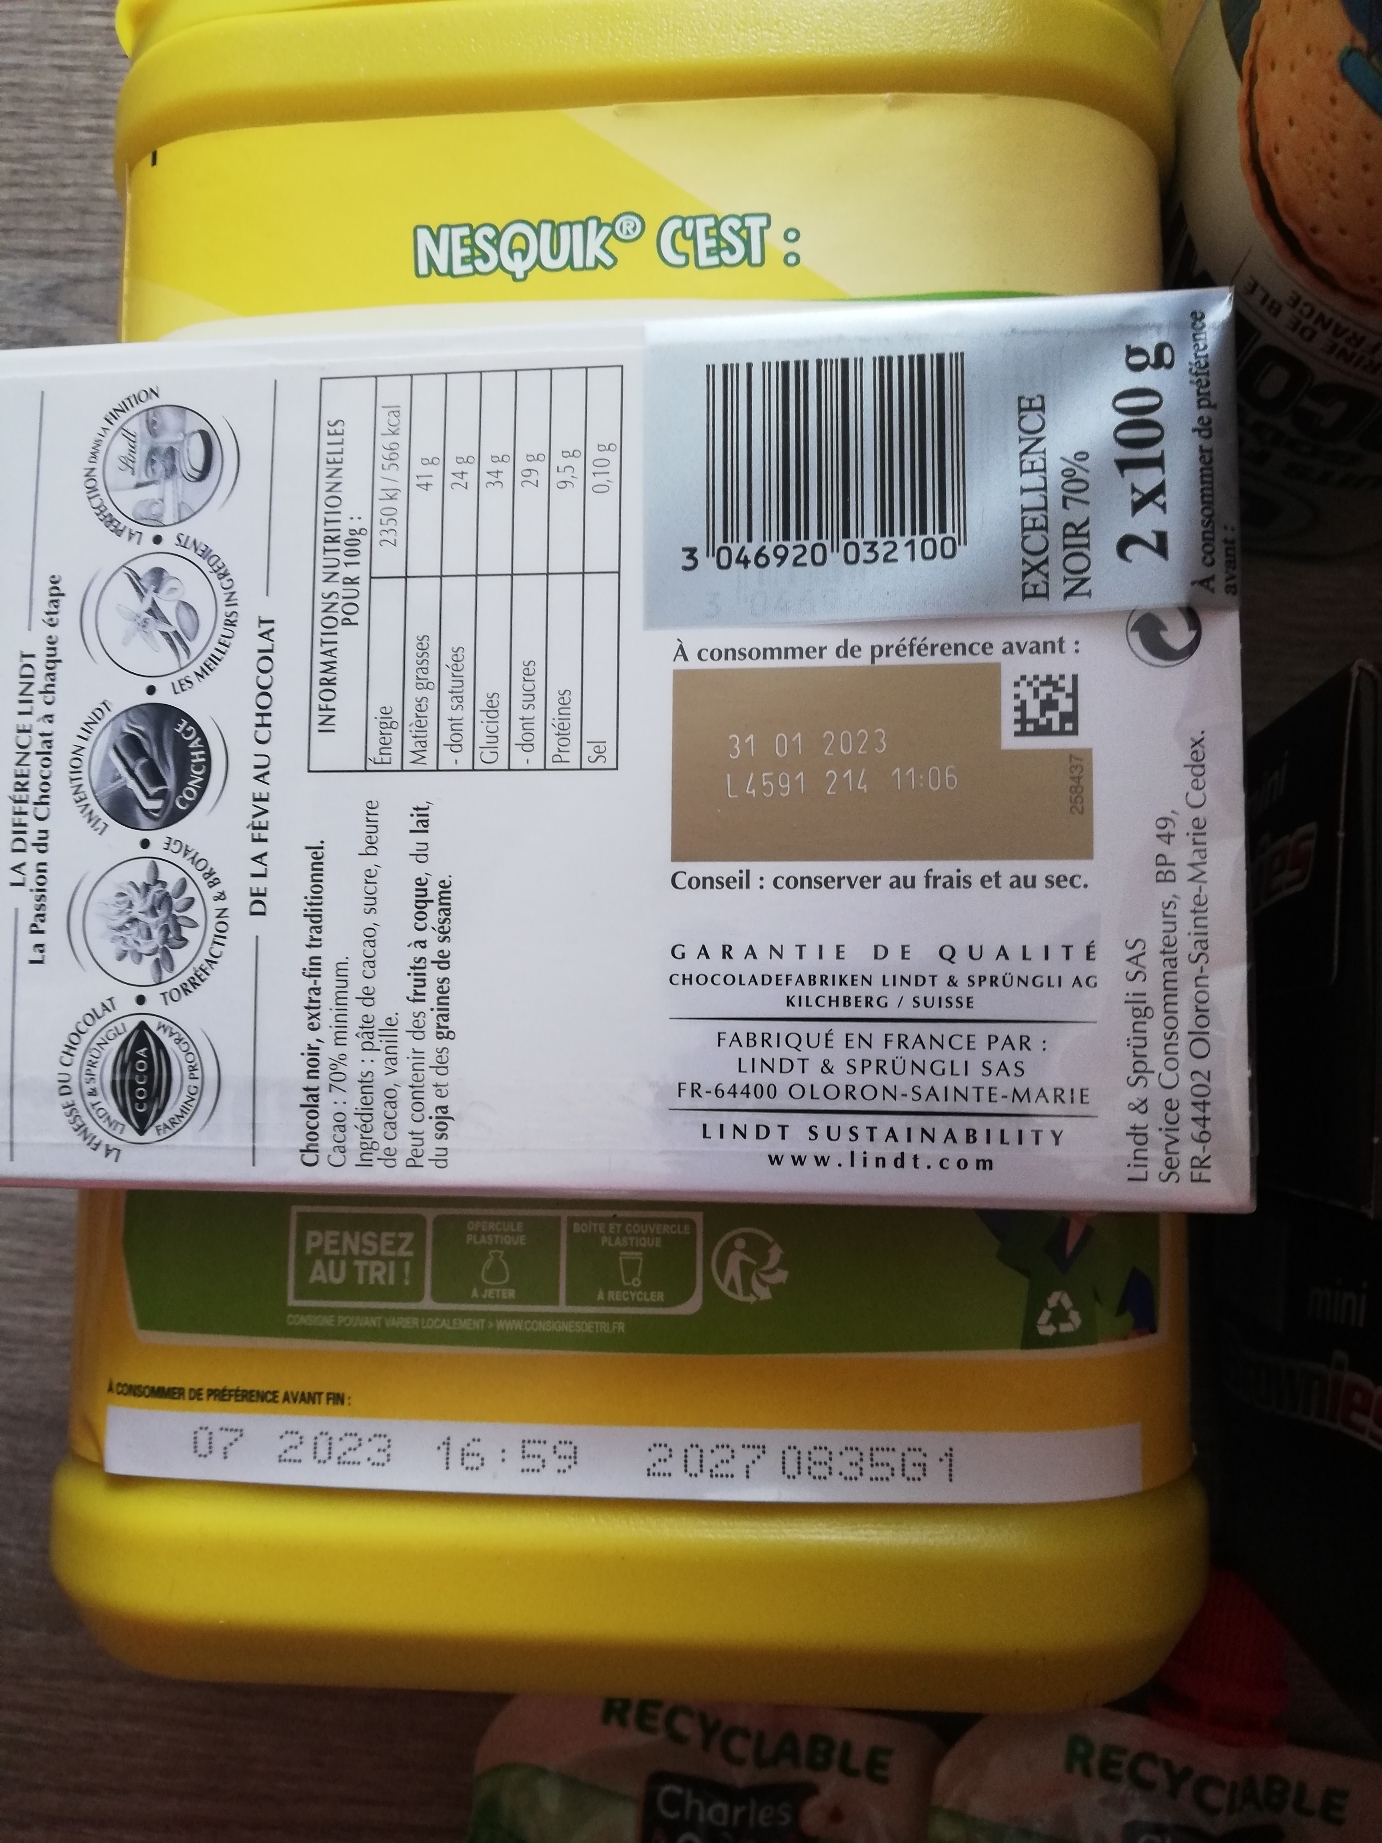 NESQUIK® C'EST :
LA DIFFÉRENCE LINDT
La Passion du Chocolat à chaque étape
LA FINESSE DU CHOCOLAT
LINDT & SPRÜNGLI
COCOA
FARMING PROGRAM
TORRÉFACTION & BROYAGE
L'INVENTION LINDT
CONCHAGE
LES MEILLEURS INGRÉDIENTS
LA PERFECTION DANS LA FINITION
Lindt
DE LA FÈVE AU CHOCOLAT
Chocolat noir, extra-fin traditionnel.
Cacao : 70% minimum.
Ingrédients : pâte de cacao, sucre, beurre
de cacao, vanille.
Peut contenir des fruits à coque, du lait,
du soja et des graines de sésame.
INFORMATIONS NUTRITIONNELLES
POUR 100g :
Énergie 2350 kJ / 566 kcal
Matières grasses 41 g
- dont saturées 24 g
Glucides 34 g
- dont sucres 29 g
Protéines 9,5 g
Sel 0,10 g
3 046920 032100
EXCELLENCE
NOIR 70%
2 x100 g
À consommer de préférence
avant :
À consommer de préférence avant :
31 01 2023
L4591 214 11:06
258437
Conseil : conserver au frais et au sec.
GARANTIE DE QUALITÉ
CHOCOLADEFABRIKEN LINDT & SPRÜNGLI AG
KILCHBERG / SUISSE
FABRIQUÉ EN FRANCE PAR :
LINDT & SPRÜNGLI SAS
FR-64400 OLORON-SAINTE-MARIE
LINDT SUSTAINABILITY
www.lindt.com
Lindt & Sprüngli SAS
Service Consommateurs, BP 49,
FR-64402 Oloron-Sainte-Marie Cedex.
PENSEZ
AU TRI !
OPERCULE
PLASTIQUE
À JETER
BOÎTE ET COUVERCLE
PLASTIQUE
À RECYCLER
CONSIGNE POUVANT VARIER LOCALEMENT > WWW.CONSIGNESDETRI.FR
À CONSOMMER DE PRÉFÉRENCE AVANT FIN :
07 2023 16:59 20270835G1
mini
RECYCLABLE
Charles
RECYCLABLE